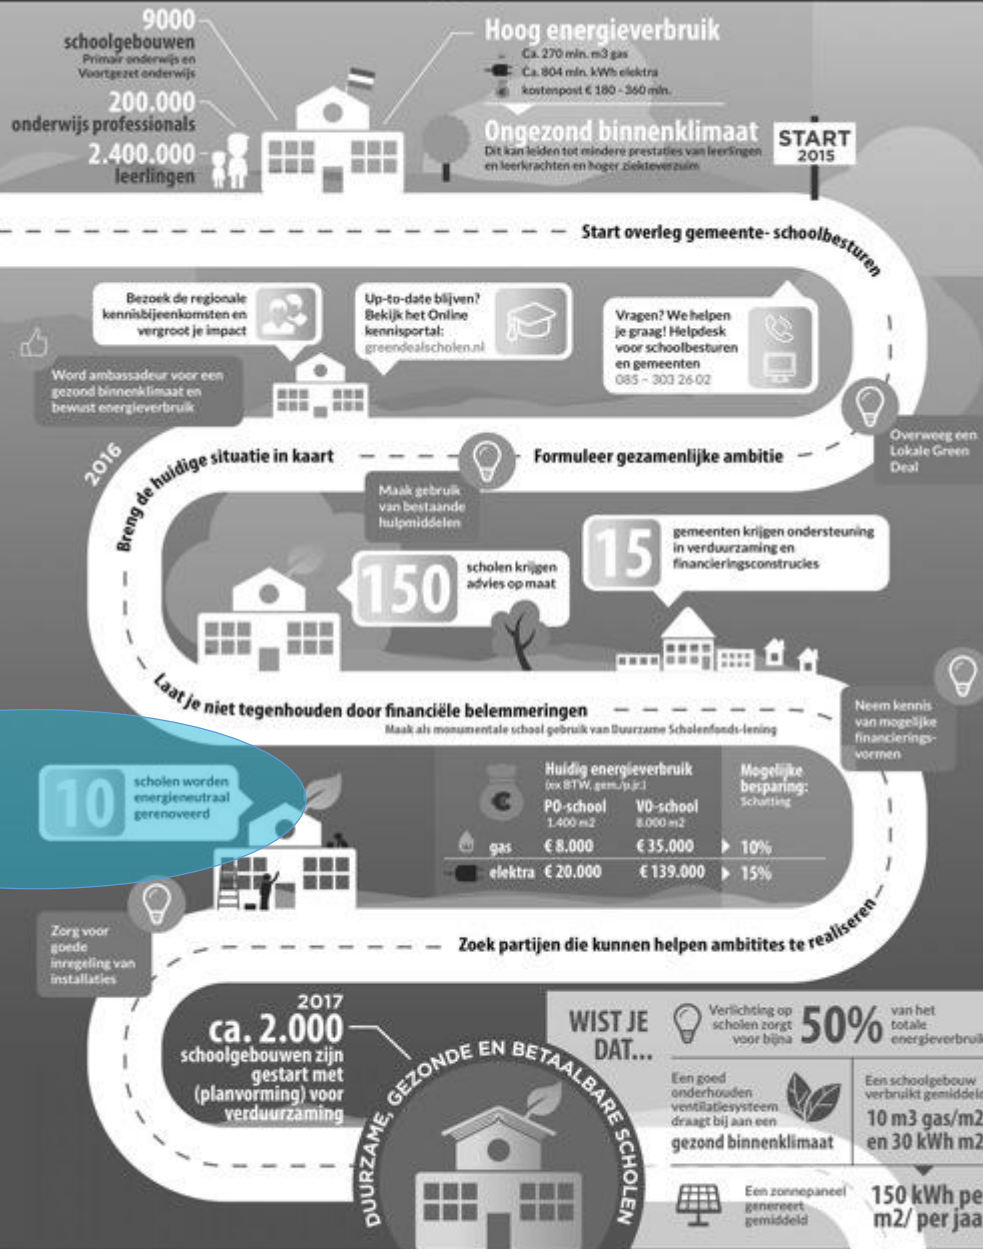 9000
schoolgebouwen
Primair onderwijs en
Voortgezet onderwijs
200.000
onderwijs professionals
2.400.000
leerlingen
Hoog energieverbruik
Ca. 270 mln. m3 gas
Ca. 804 mln. kWh elektra
kostenpost € 180 - 360 mln.
Ongezond binnenklimaat
Dit kan leiden tot mindere prestaties van leerlingen
en leerkrachten en hoger ziekteverzuim
START
2015
Start overleg gemeente- schoolbesturen
Bezoek de regionale
kennisbijeenkomsten en
vergroot je impact
Up-to-date blijven?
Bekijk het Online
kennisportal:
greendealscholen.nl
Vragen? We helpen
je graag! Helpdesk
voor schoolbesturen
en gemeenten
085 - 303 26 02
Word ambassadeur voor een
gezond binnenklimaat en
bewust energieverbruik
Overweeg een
Lokale Green
Deal
2016
Breng de huidige situatie in kaart
Formuleer gezamenlijke ambitie
Maak gebruik
van bestaande
hulpmiddelen
150
scholen krijgen
advies op maat
15
gemeenten krijgen ondersteuning
in verduurzaming en
financieringsconstrucies
Laat je niet tegenhouden door financiële belemmeringen
Maak als monumentale school gebruik van Duurzame Scholenfonds-lening
Neem kennis
van mogelijke
financierings-
vormen
10
scholen worden
energieneutraal
gerenoveerd
Huidig energieverbruik
(ex BTW, gem./p.jr.)
Mogelijke
besparing:
Schatting
PO-school
1.400 m2
VO-school
8.000 m2
gas € 8.000 € 35.000 10%
elektra € 20.000 € 139.000 15%
Zorg voor
goede
inregeling van
installaties
Zoek partijen die kunnen helpen ambitites te realiseren
2017
ca. 2.000
schoolgebouwen zijn
gestart met
(planvorming) voor
verduurzaming
DUURZAME, GEZONDE EN BETAALBARE SCHOLEN
WIST JE
DAT...
Verlichting op
scholen zorgt
voor bijna
50%
van het
totale
energieverbruik
Een goed
onderhouden
ventilatiesysteem
draagt bij aan een
gezond binnenklimaat
Een schoolgebouw
verbruikt gemiddeld
10 m3 gas/m2
en 30 kWh m2
Een zonnepaneel
genereert
gemiddeld
150 kWh pe
m2/ per jaa